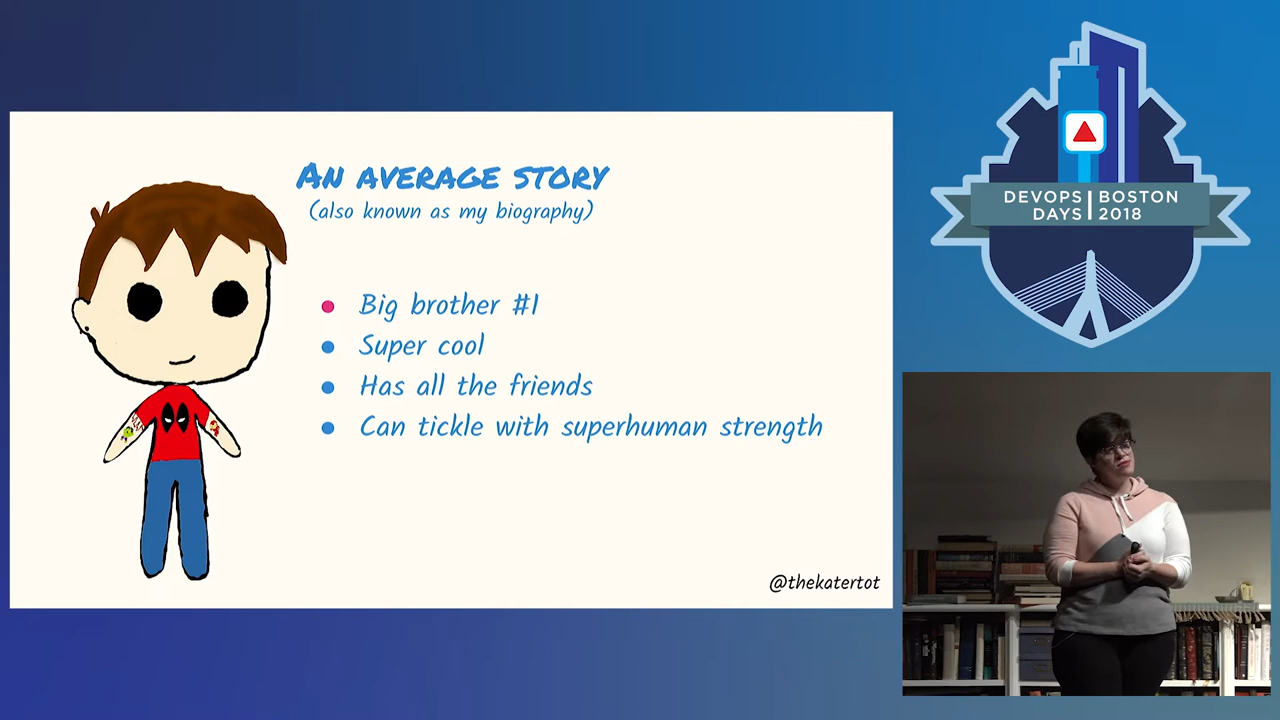 An average story
(also known as my biography)
Big brother #1
Super cool
Has all the friends
Can tickle with superhuman strength
@thekatertot
DEVOPS DAYS
BOSTON 2018